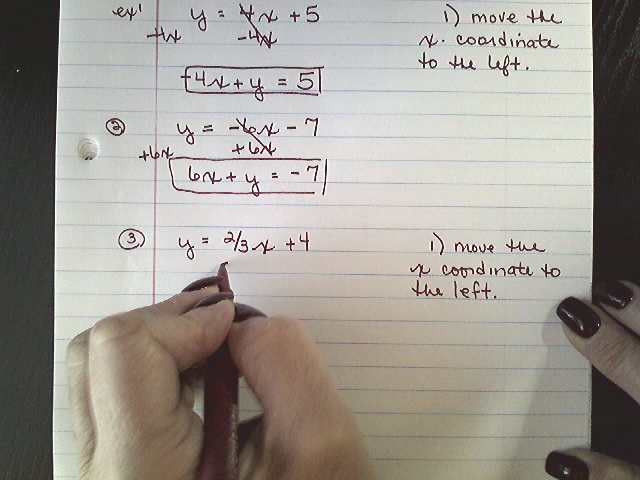 ex' y = 4x + 5
-4x -4x
-4x + y = 5
1) move the
x. coordinate
to the left.
② y = -6x - 7
+6x +6x
6x + y = -7
③ y = 2/3x + 4
1) move the
x coordinate to
the left.